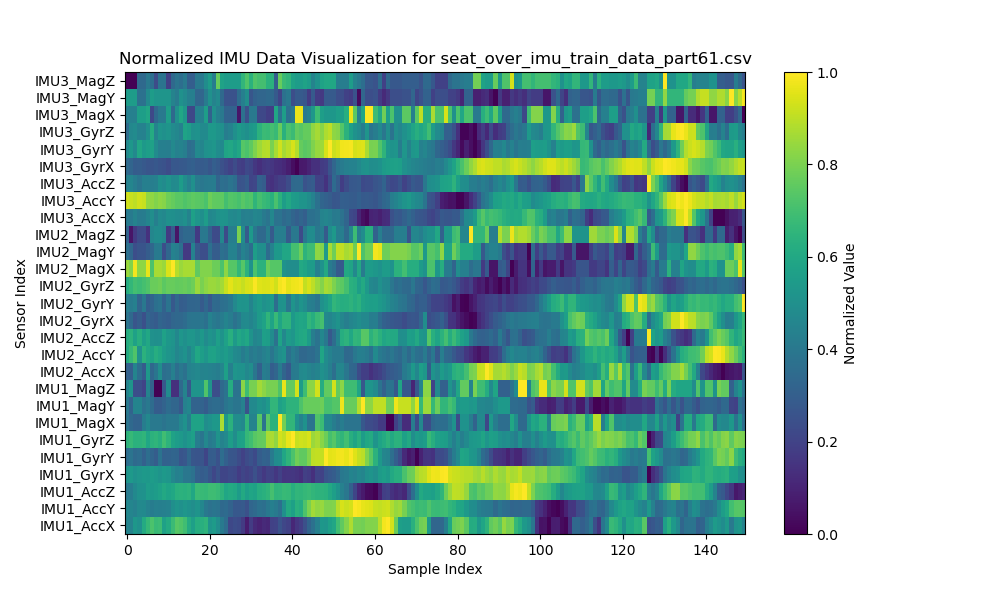 Normalized IMU Data Visualization for seat_over_imu_train_data_part61.csv
IMU3_MagZ
IMU3_MagY
IMU3_MagX
IMU3_GyrZ
IMU3_GyrY
IMU3_GyrX
IMU3_AccZ
IMU3_AccY
IMU3_AccX
IMU2_MagZ
IMU2_MagY
IMU2_MagX
IMU2_GyrZ
IMU2_GyrY
IMU2_GyrX
IMU2_AccZ
IMU2_AccY
IMU2_AccX
IMU1_MagZ
IMU1_MagY
IMU1_MagX
IMU1_GyrZ
IMU1_GyrY
IMU1_GyrX
IMU1_AccZ
IMU1_AccY
IMU1_AccX
Sensor Index
0 20 40 60 80 100 120 140
Sample Index
1.0
0.8
0.6
0.4
0.2
0.0
Normalized Value